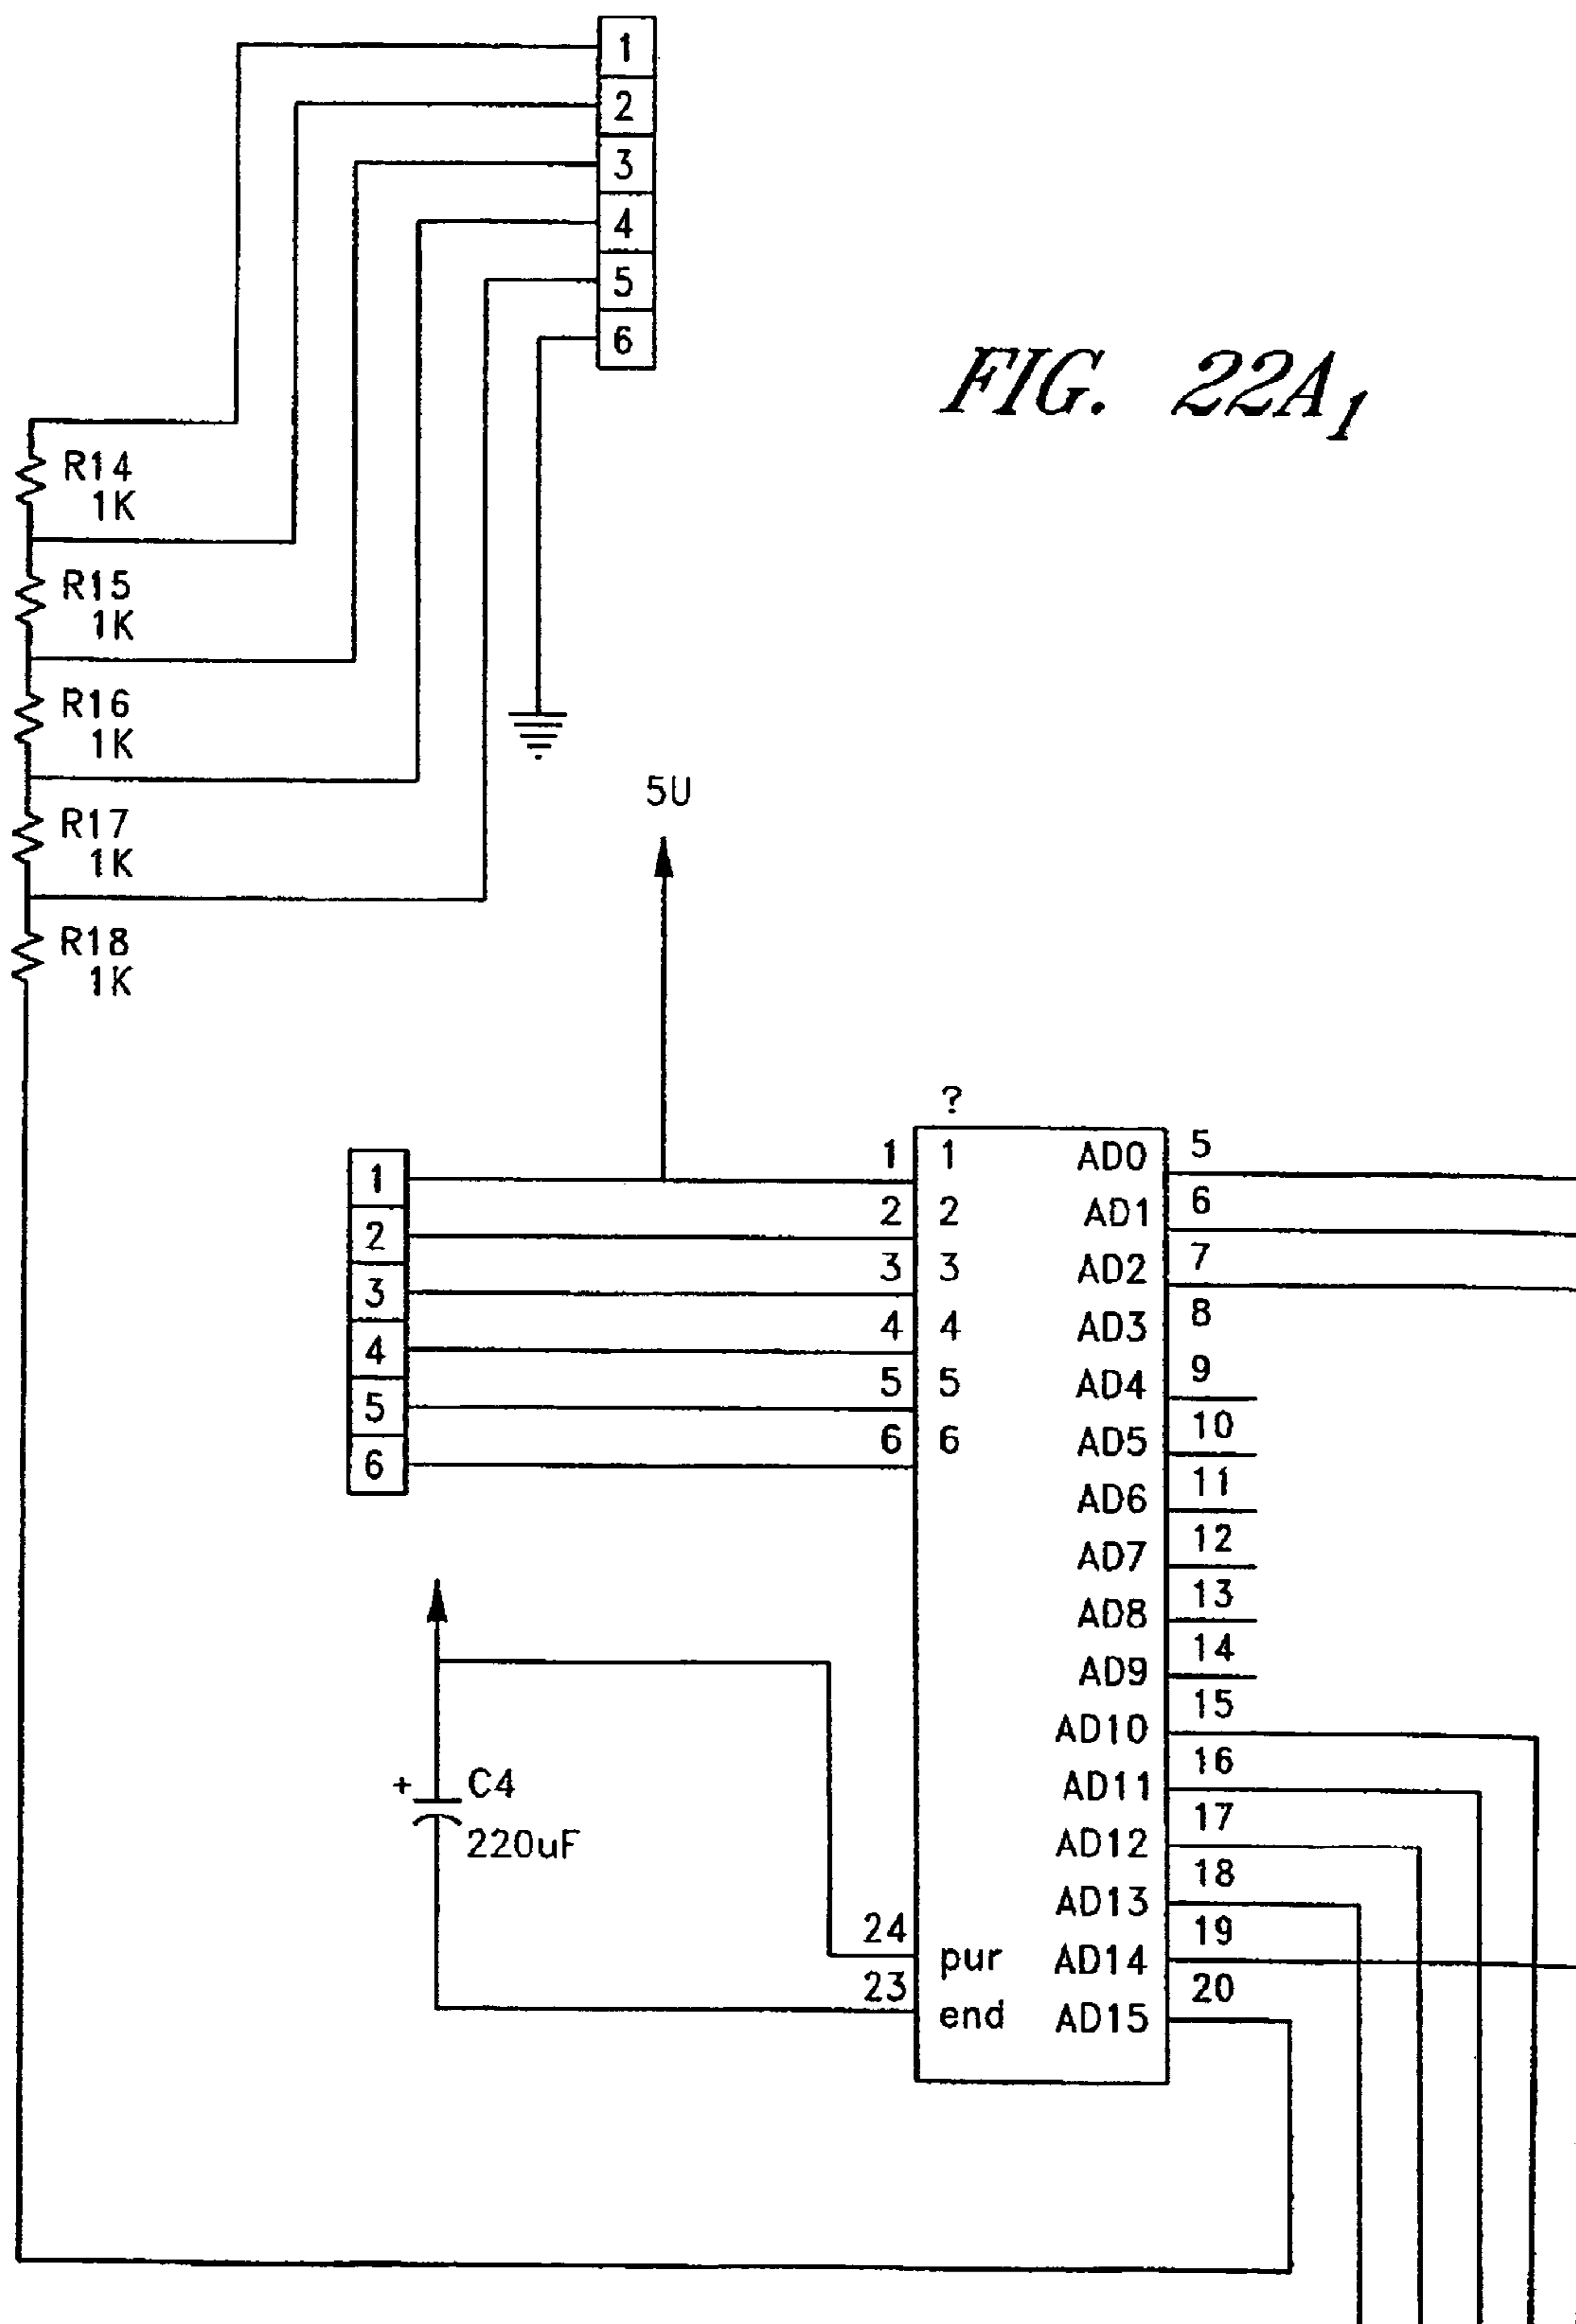 1
2
3
4
5
6
FIG. 22A1
R14
1K
R15
1K
R16
1K
R17
1K
R18
1K
5U
?
1
2
3
4
5
6
1 1 AD0 5
2 2 AD1 6
3 3 AD2 7
4 4 AD3 8
5 5 AD4 9
6 6 AD5 10
AD6 11
AD7 12
AD8 13
AD9 14
AD10 15
AD11 16
AD12 17
AD13 18
24 pur AD14 19
23 end AD15 20
+ C4
220uF